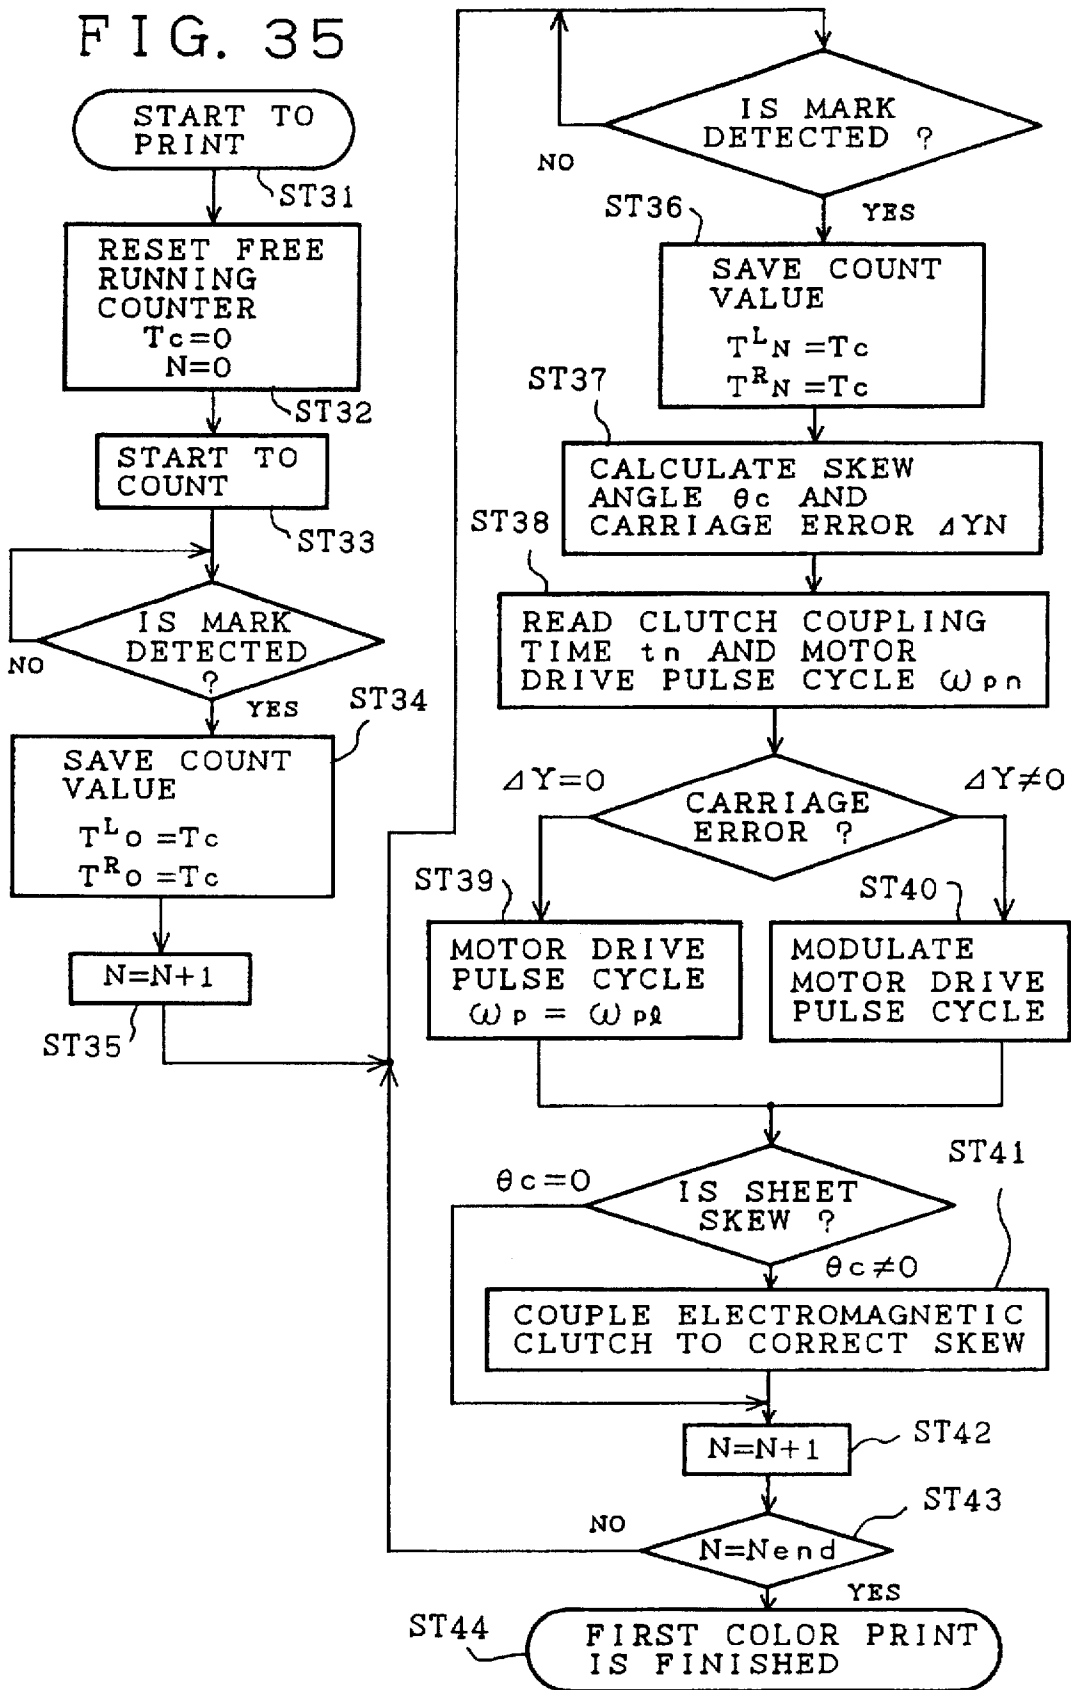 FIG. 35
START TO
PRINT
ST31
RESET FREE
RUNNING
COUNTER
Tc=0
N=0
ST32
START TO
COUNT
ST33
IS MARK
DETECTED
?
NO
YES
ST34
SAVE COUNT
VALUE
T^L0=Tc
T^R0=Tc
N=N+1
ST35
IS MARK
DETECTED ?
NO
YES
ST36
SAVE COUNT
VALUE
T^LN=Tc
T^RN=Tc
ST37
CALCULATE SKEW
ANGLE θc AND
CARRIAGE ERROR ΔYN
ST38
READ CLUTCH COUPLING
TIME tn AND MOTOR
DRIVE PULSE CYCLE ωpn
ΔY=0
ΔY≠0
CARRIAGE
ERROR ?
ST39
MOTOR DRIVE
PULSE CYCLE
ωp = ωpℓ
ST40
MODULATE
MOTOR DRIVE
PULSE CYCLE
θc=0
IS SHEET
SKEW ?
ST41
θc≠0
COUPLE ELECTROMAGNETIC
CLUTCH TO CORRECT SKEW
N=N+1
ST42
ST43
NO
N=Nend
YES
ST44
FIRST COLOR PRINT
IS FINISHED